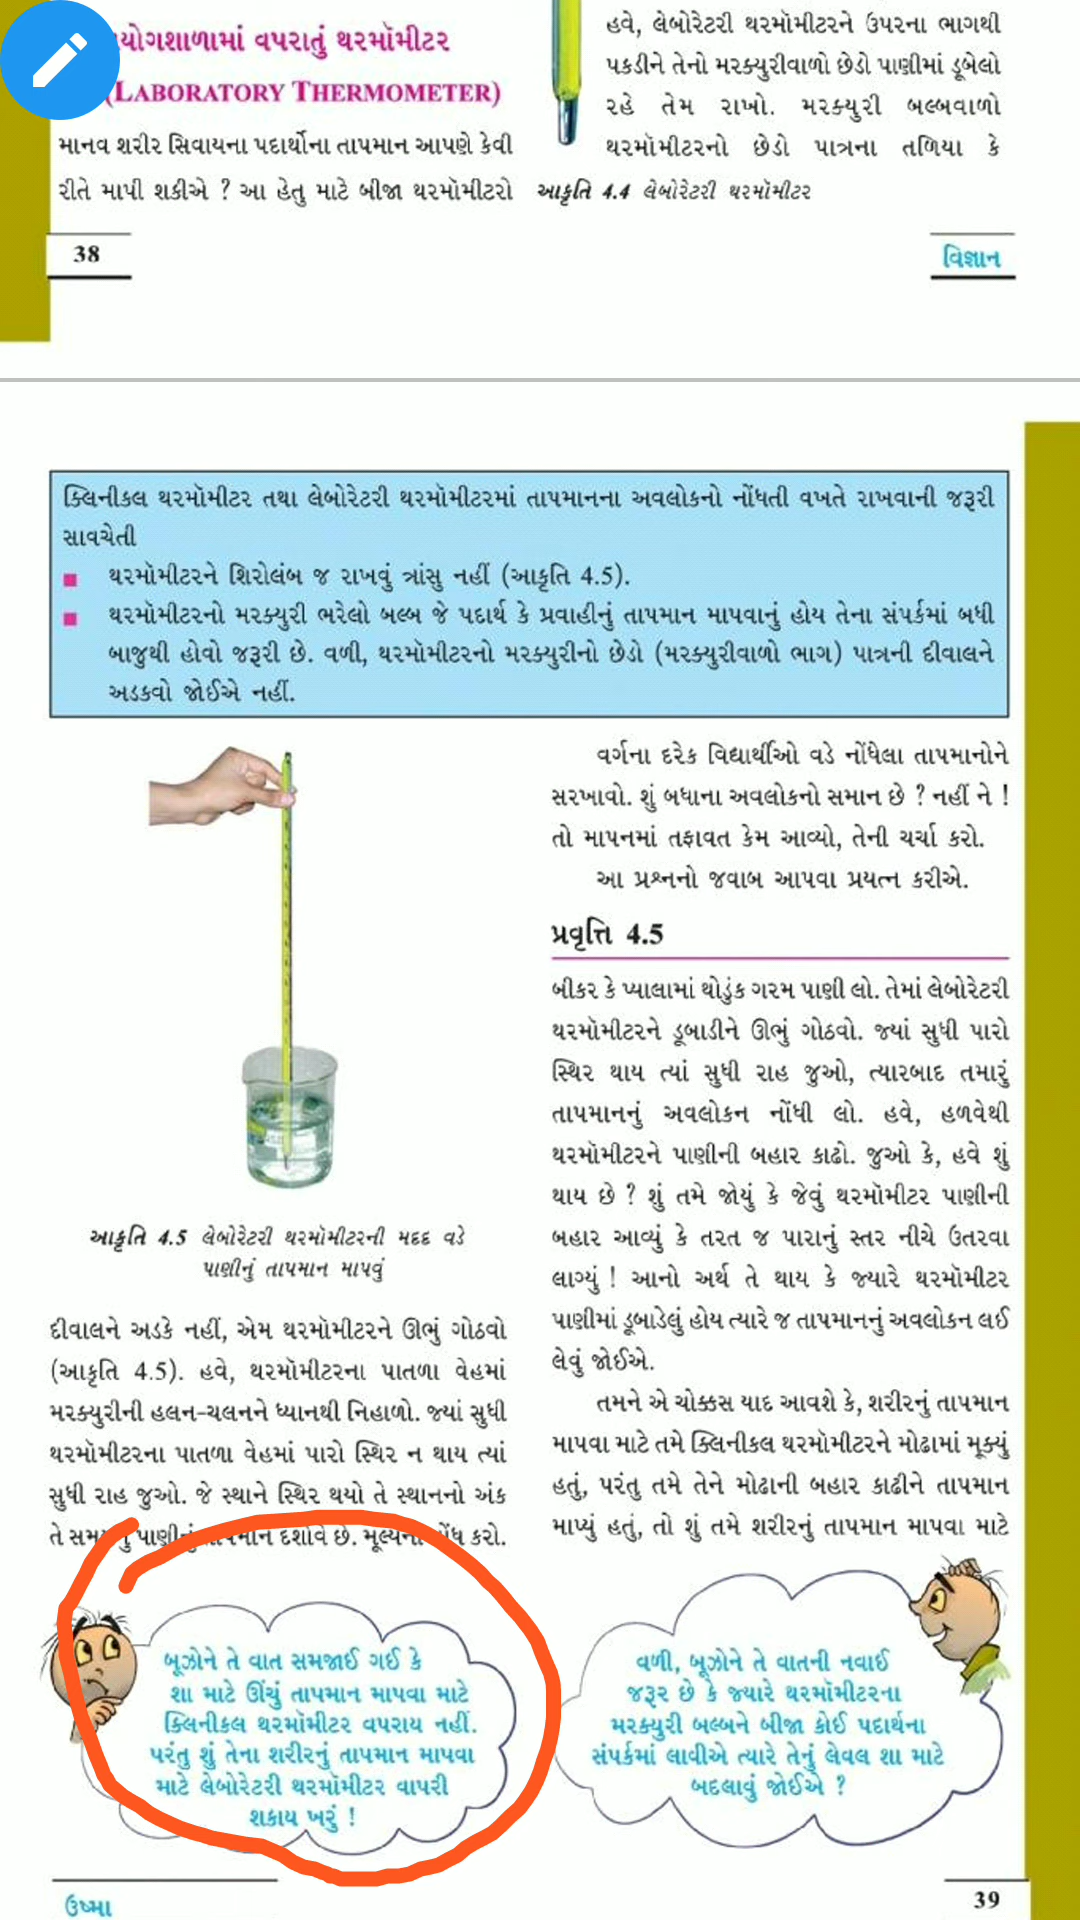 યોગશાળામાં વપરાતું થરમૉમીટર
(LABORATORY THERMOMETER)
માનવ શરીર સિવાયના પદાર્થોના તાપમાન આપણે કેવી
રીતે માપી શકીએ ? આ હેતુ માટે બીજા થરમૉમીટરો
હવે, લેબોરેટરી થરમૉમીટરને ઉપરના ભાગથી
પકડીને તેનો મરક્યુરીવાળો છેડો પાણીમાં ડૂબેલો
રહે તેમ રાખો. મરક્યુરી બલ્બવાળો
થરમૉમીટરનો છેડો પાત્રના તળિયા કે
આકૃતિ 4.4 લેબોરેટરી થરમૉમીટર
38
વિજ્ઞાન
ક્લિનીકલ થરમૉમીટર તથા લેબોરેટરી થરમૉમીટરમાં તાપમાનના અવલોકનો નોંધતી વખતે રાખવાની જરૂરી
સાવચેતી
થરમૉમીટરને શિરોલંબ જ રાખવું ત્રાંસુ નહીં (આકૃતિ 4.5).
થરમૉમીટરનો મરક્યુરી ભરેલો બલ્બ જે પદાર્થ કે પ્રવાહીનું તાપમાન માપવાનું હોય તેના સંપર્કમાં બધી
બાજુથી હોવો જરૂરી છે. વળી, થરમૉમીટરનો મરક્યુરીનો છેડો (મરક્યુરીવાળો ભાગ) પાત્રની દીવાલને
અડકવો જોઈએ નહીં.
આકૃતિ 4.5 લેબોરેટરી થરમૉમીટરની મદદ વડે
પાણીનું તાપમાન માપવું
દીવાલને અડકે નહીં, એમ થરમૉમીટરને ઊભું ગોઠવો
(આકૃતિ 4.5). હવે, થરમૉમીટરના પાતળા વેહમાં
મરક્યુરીની હલન-ચલનને ધ્યાનથી નિહાળો. જ્યાં સુધી
થરમૉમીટરના પાતળા વેહમાં પારો સ્થિર ન થાય ત્યાં
સુધી રાહ જુઓ. જે સ્થાને સ્થિર થયો તે સ્થાનનો અંક
તે પાણીનું દર્શાવે છે. કરો.
બૂઝોને તે વાત સમજાઈ ગઈ કે
શા માટે ઊંચું તાપમાન માપવા માટે
ક્લિનીકલ થરમૉમીટર વપરાય નહીં.
પરંતુ શું તેના શરીરનું તાપમાન માપવા
માટે લેબોરેટરી થરમૉમીટર વાપરી
શકાય ખરું !
વર્ગના દરેક વિદ્યાર્થીઓ વડે નોંધેલા તાપમાનોને
સરખાવો. શું બધાના અવલોકનો સમાન છે ? નહીં ને !
તો માપનમાં તફાવત કેમ આવ્યો, તેની ચર્ચા કરો.
આ પ્રશ્નનો જવાબ આપવા પ્રયત્ન કરીએ.
પ્રવૃત્તિ 4.5
બીકર કે પ્યાલામાં થોડુંક ગરમ પાણી લો. તેમાં લેબોરેટરી
થરમૉમીટરને ડૂબાડીને ઊભું ગોઠવો. જ્યાં સુધી પારો
સ્થિર થાય ત્યાં સુધી રાહ જુઓ, ત્યારબાદ તમારું
તાપમાનનું અવલોકન નોંધી લો. હવે, હળવેથી
થરમૉમીટરને પાણીની બહાર કાઢો. જુઓ કે, હવે શું
થાય છે ? શું તમે જોયું કે જેવું થરમૉમીટર પાણીની
બહાર આવ્યું કે તરત જ પારાનું સ્તર નીચે ઉતરવા
લાગ્યું ! આનો અર્થ તે થાય કે જ્યારે થરમૉમીટર
પાણીમાં ડૂબાડેલું હોય ત્યારે જ તાપમાનનું અવલોકન લઈ
લેવું જોઈએ.
તમને એ ચોક્કસ યાદ આવશે કે, શરીરનું તાપમાન
માપવા માટે તમે ક્લિનીકલ થરમૉમીટરને મોઢામાં મૂક્યું
હતું, પરંતુ તમે તેને મોઢાની બહાર કાઢીને તાપમાન
માપ્યું હતું, તો શું તમે શરીરનું તાપમાન માપવા માટે
વળી, બૂઝોને તે વાતની નવાઈ
જરૂર છે કે જ્યારે થરમૉમીટરના
મરક્યુરી બલ્બને બીજા કોઈ પદાર્થના
સંપર્કમાં લાવીએ ત્યારે તેનું લેવલ શા માટે
બદલાવું જોઈએ ?
ઉષ્મા
39